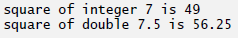 square of integer 7 is 49
square of double 7.5 is 56.25